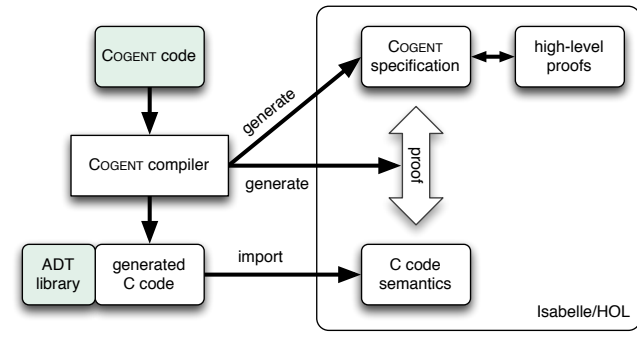 COGENT code
COGENT
specification
high-level
proofs
generate
COGENT compiler
proof
generate
ADT
library
generated
C code
import
C code
semantics
Isabelle/HOL